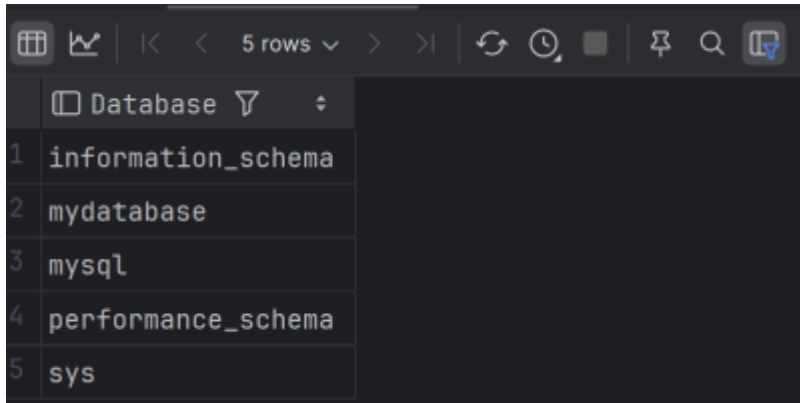 5 rows
Database
1 information_schema
2 mydatabase
3 mysql
4 performance_schema
5 sys